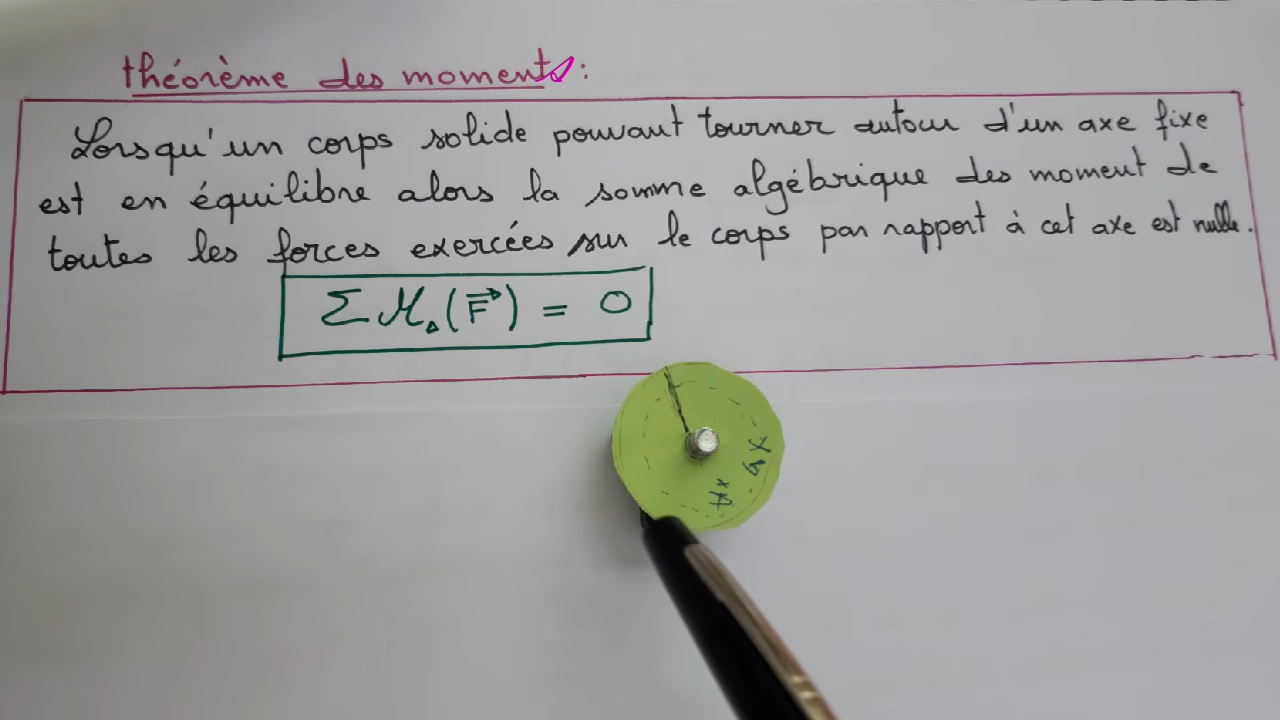 théorème des moments :
Lorsqu'un corps solide pouvant tourner autour d'un axe fixe
est en équilibre alors la somme algébrique des moment de
toutes les forces exercées sur le corps par rapport à cet axe est nulle.
Σ M_Δ (F⃗) = 0